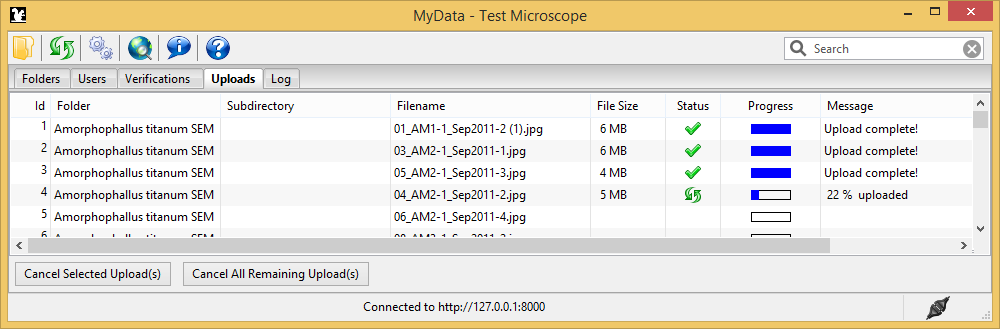 MyData - Test Microscope
Search
Folders Users Verifications Uploads Log
Id Folder Subdirectory Filename File Size Status Progress Message
1 Amorphophallus titanum SEM 01_AM1-1_Sep2011-2 (1).jpg 6 MB Upload complete!
2 Amorphophallus titanum SEM 03_AM2-1_Sep2011-1.jpg 6 MB Upload complete!
3 Amorphophallus titanum SEM 05_AM2-1_Sep2011-3.jpg 4 MB Upload complete!
4 Amorphophallus titanum SEM 04_AM2-1_Sep2011-2.jpg 5 MB 22 % uploaded
5 Amorphophallus titanum SEM 06_AM2-1_Sep2011-4.jpg
6 Amorphophallus titanum SEM
Cancel Selected Upload(s) Cancel All Remaining Upload(s)
Connected to http://127.0.0.1:8000